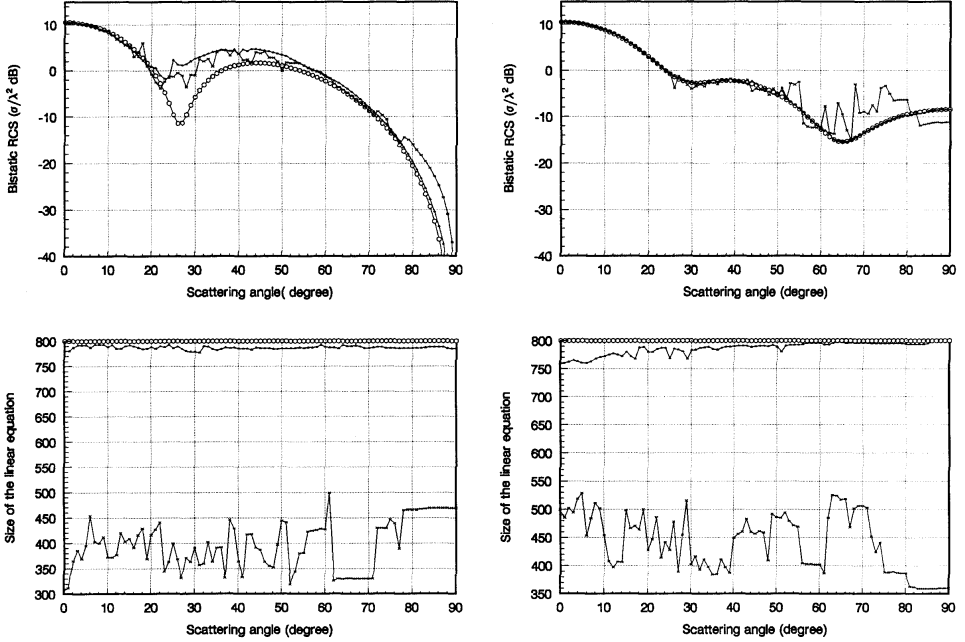 Bistatic RCS (σ/λ² dB)
10
0
-10
-20
-30
-40
0 10 20 30 40 50 60 70 80 90
Scattering angle( degree)
Bistatic RCS (σ/λ² dB)
10
0
-10
-20
-30
-40
0 10 20 30 40 50 60 70 80 90
Scattering angle (degree)
Size of the linear equation
800
750
700
650
600
550
500
450
400
350
300
0 10 20 30 40 50 60 70 80 90
Scattering angle (degree)
Size of the linear equation
800
750
700
650
600
550
500
450
400
350
0 10 20 30 40 50 60 70 80 90
Scattering angle (degree)